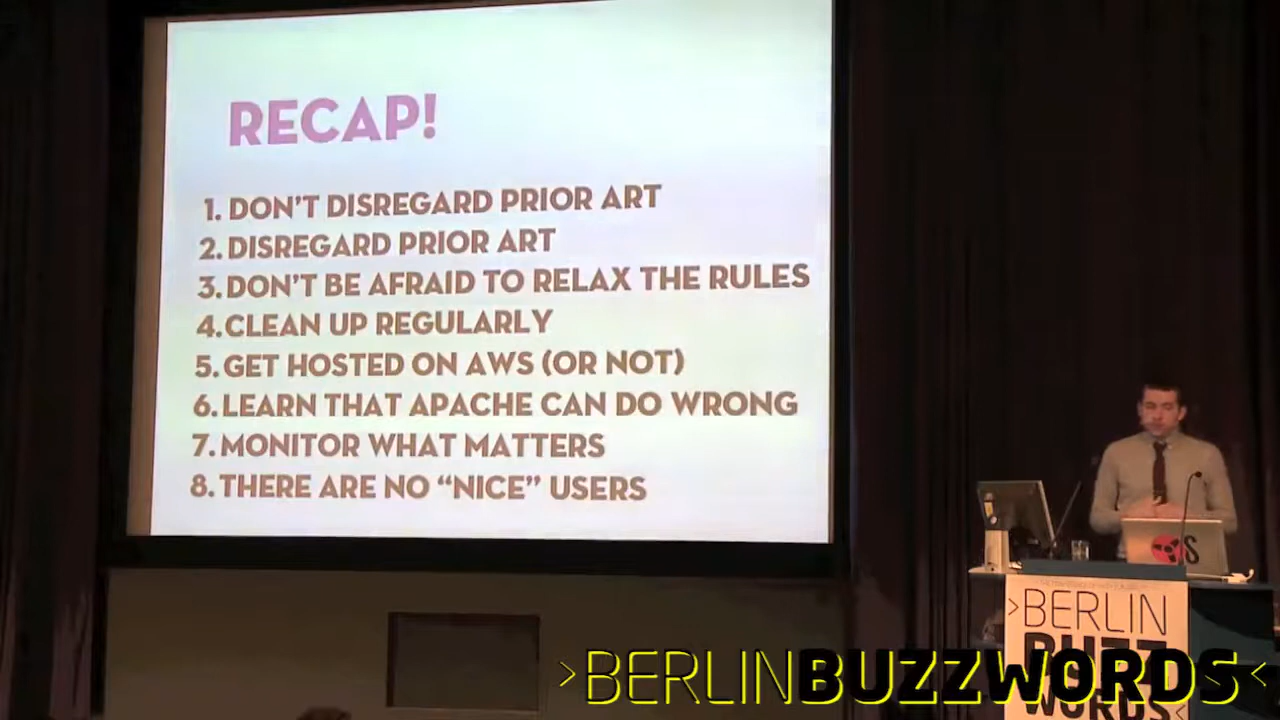 RECAP!
1. DON'T DISREGARD PRIOR ART
2. DISREGARD PRIOR ART
3. DON'T BE AFRAID TO RELAX THE RULES
4. CLEAN UP REGULARLY
5. GET HOSTED ON AWS (OR NOT)
6. LEARN THAT APACHE CAN DO WRONG
7. MONITOR WHAT MATTERS
8. THERE ARE NO “NICE” USERS
S
>BERLIN
BUZZ
WORDS<
>BERLINBUZZWORDS<